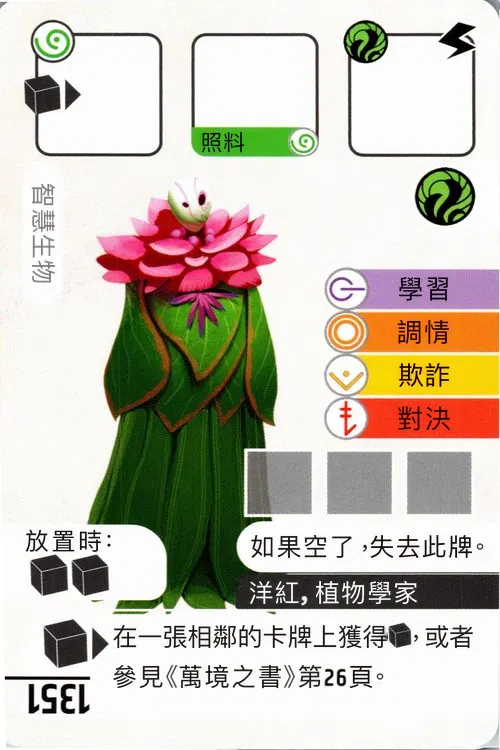 照料
智慧生物
學習
調情
欺詐
對決
放置時：
如果空了，失去此牌。
洋紅，植物學家
在一張相鄰的卡牌上獲得，或者
參見《萬境之書》第26頁。
1351